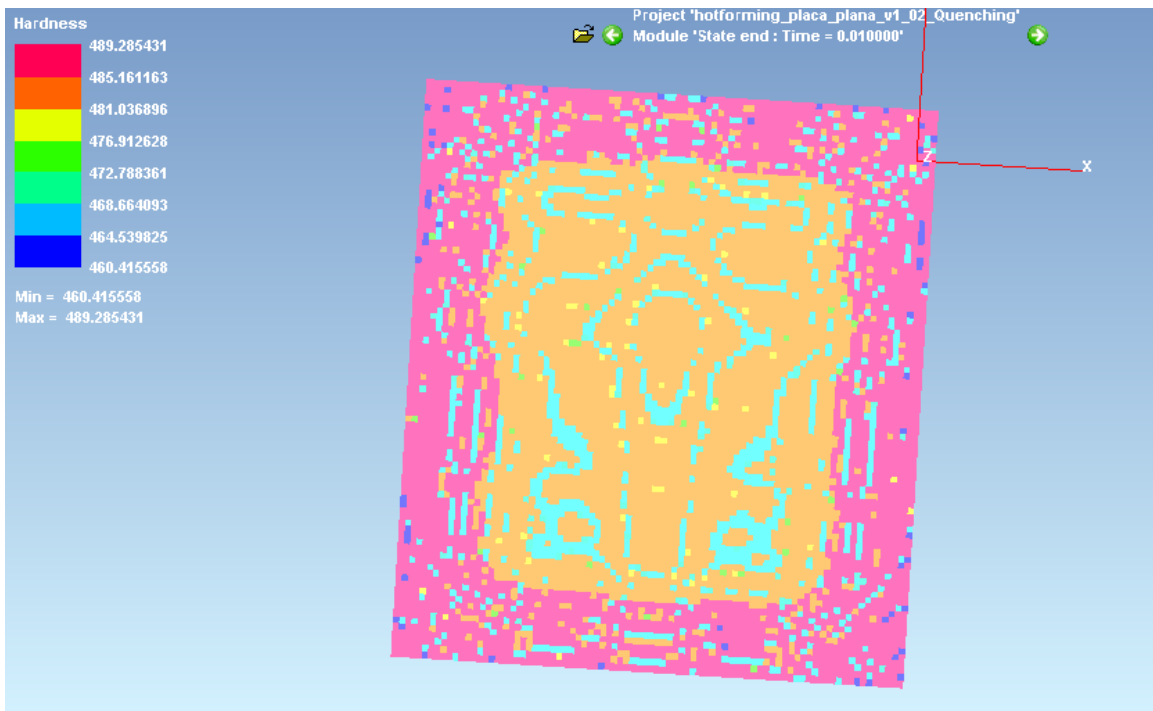 Hardness
489.285431
485.161163
481.036896
476.912628
472.788361
468.664093
464.539825
460.415558
Min = 460.415558
Max = 489.285431
Project 'hotforming_placa_plana_v1_02_Quenching'
Module 'State end : Time = 0.010000'
Z
X